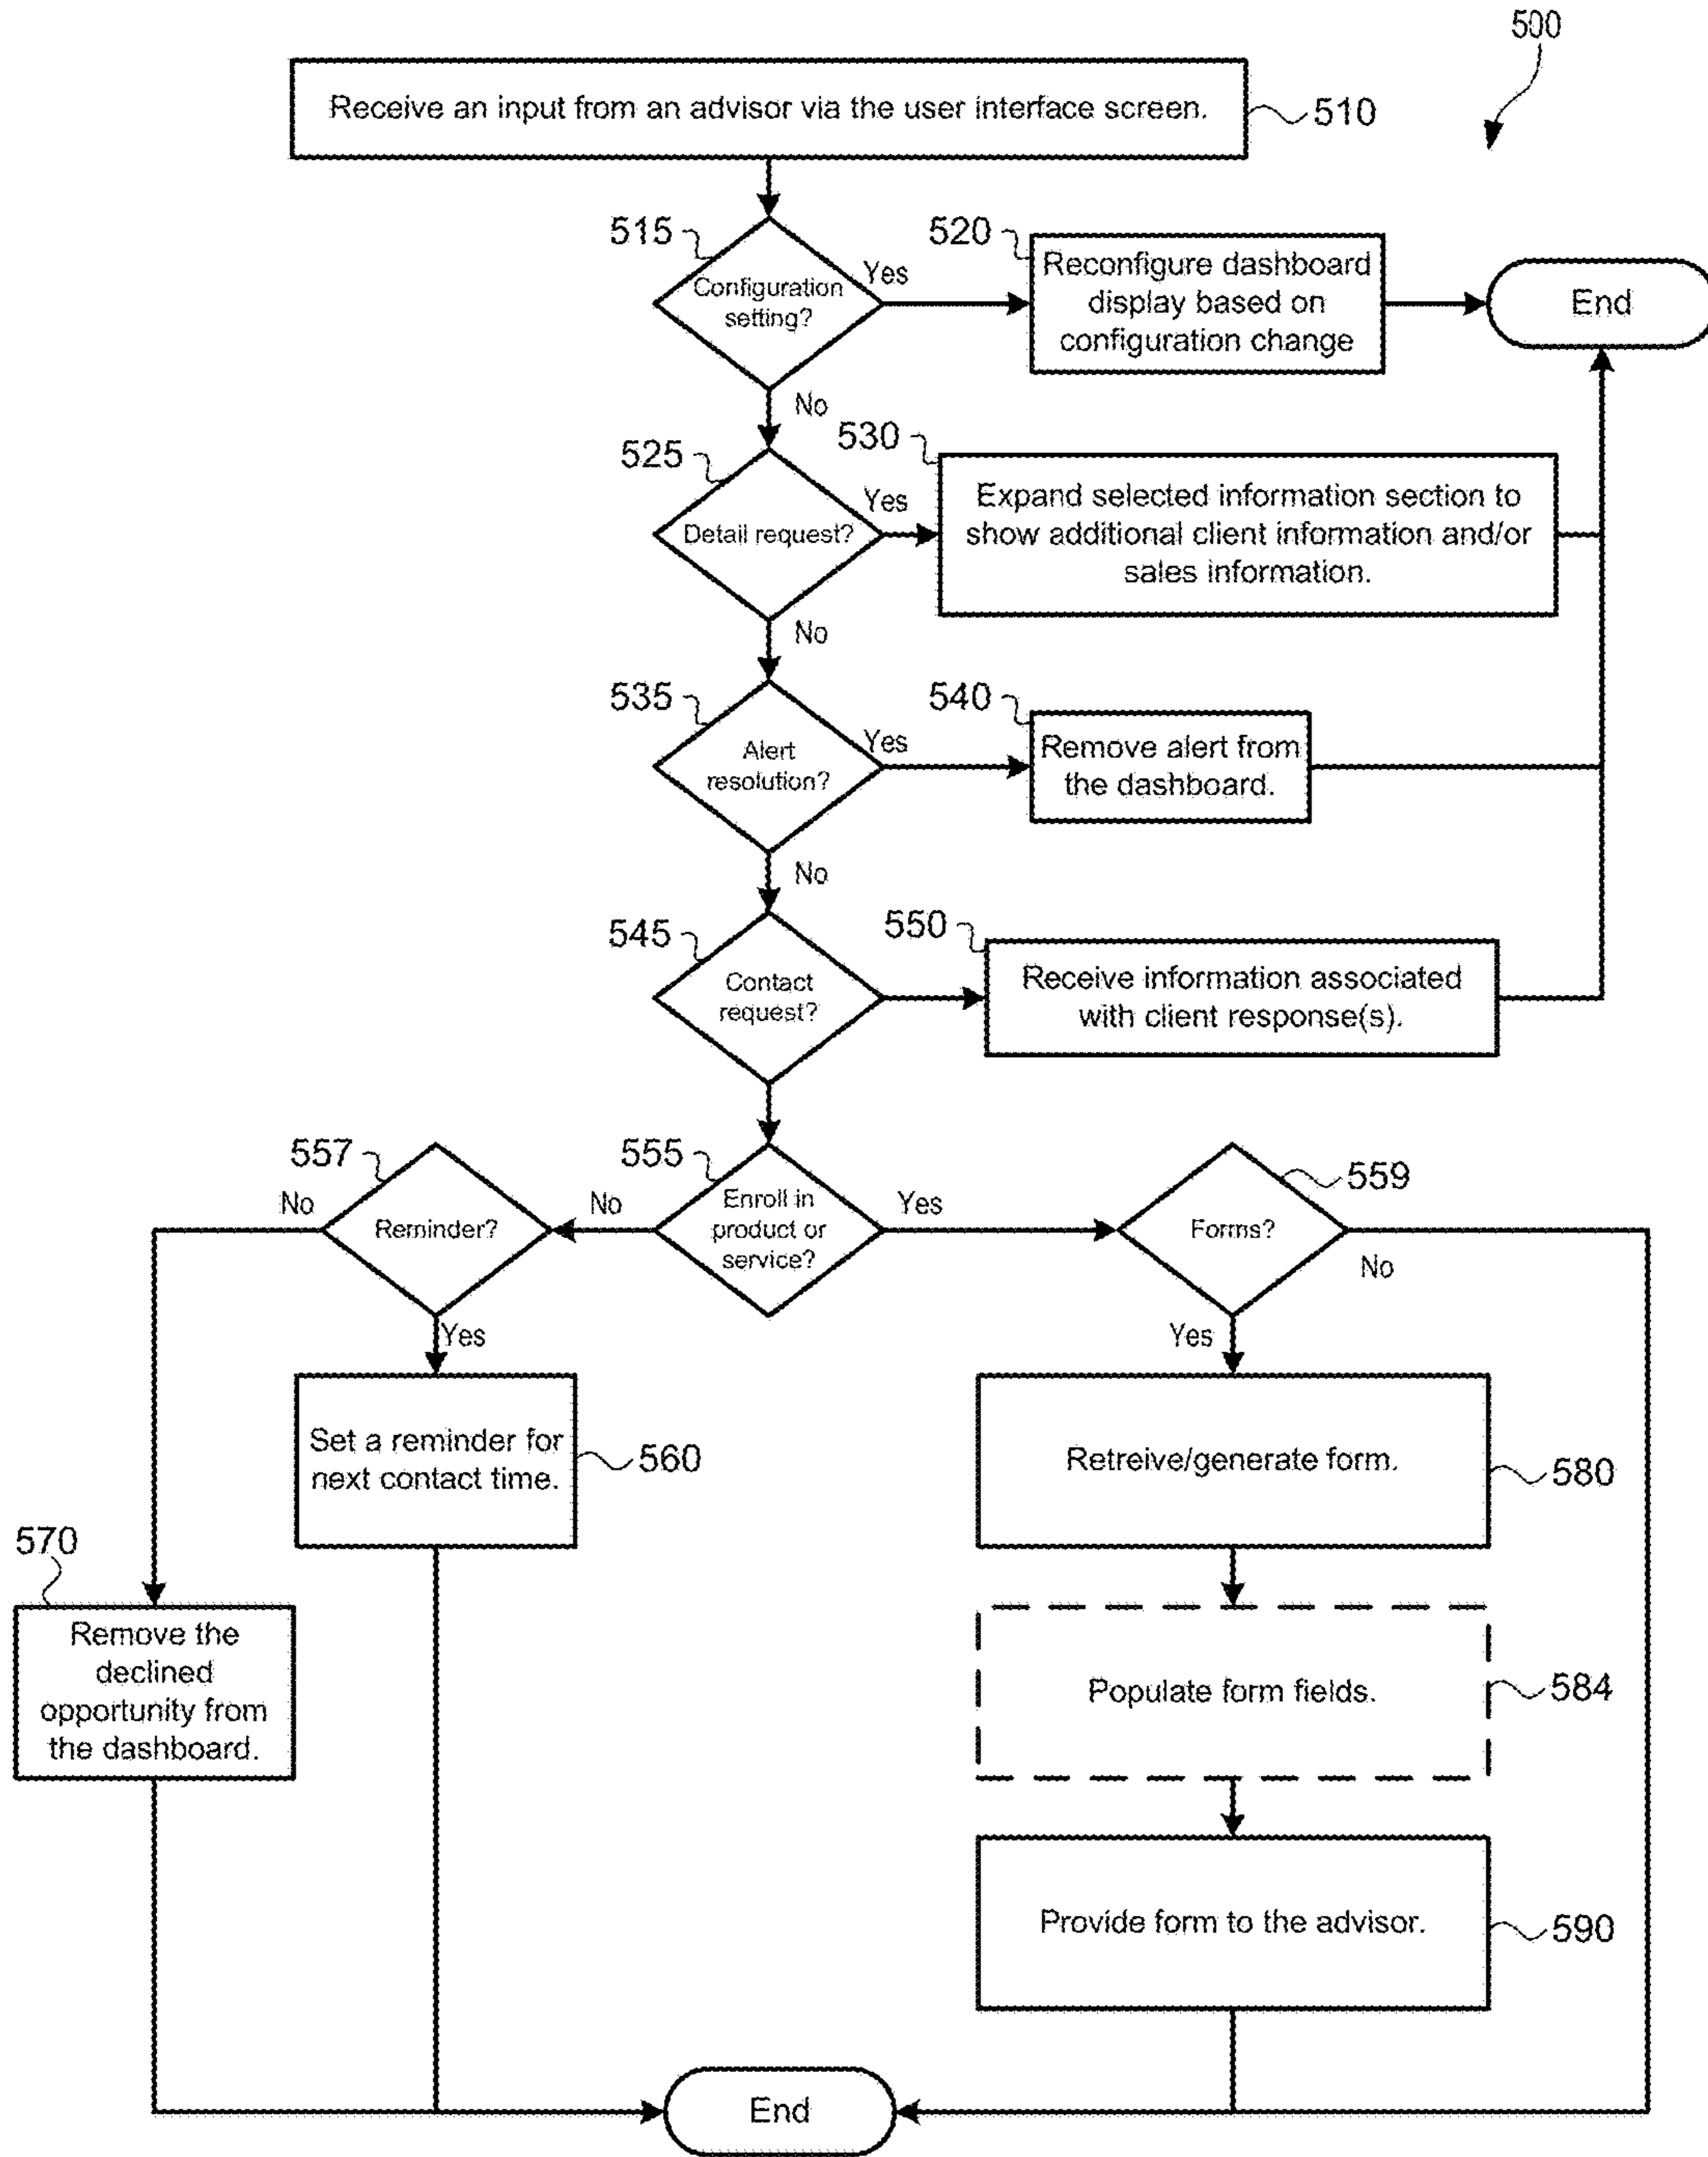 500
Receive an input from an advisor via the user interface screen.
510
515
Configuration
setting?
Yes
520
Reconfigure dashboard
display based on
configuration change
End
No
525
Detail request?
Yes
530
Expand selected information section to
show additional client information and/or
sales information.
No
535
Alert
resolution?
Yes
540
Remove alert from
the dashboard.
No
545
Contact
request?
550
Receive information associated
with client response(s).
557
Reminder?
No
Yes
555
Enroll in
product or
service?
No
Yes
559
Forms?
No
Yes
Set a reminder for
next contact time.
560
Retreive/generate form.
580
570
Remove the
declined
opportunity from
the dashboard.
Populate form fields.
584
Provide form to the advisor.
590
End